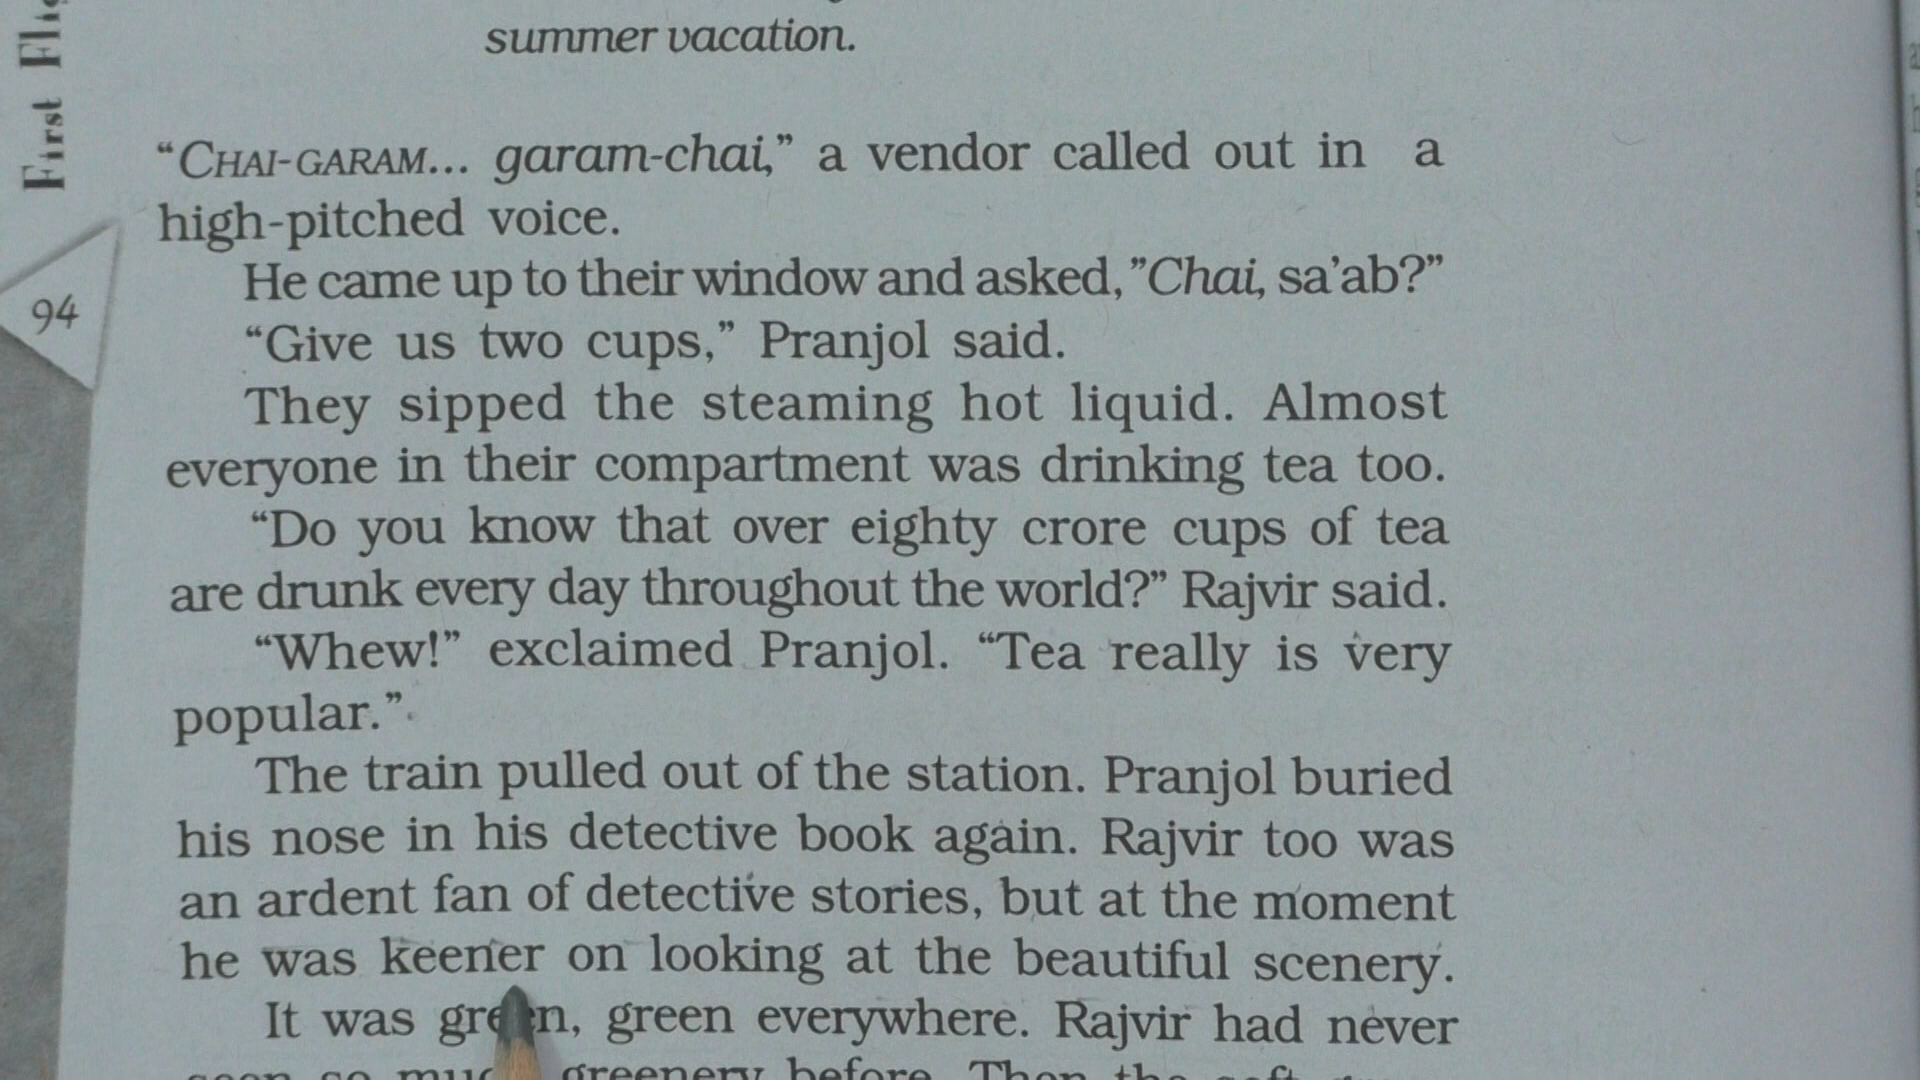 First
summer vacation.
“CHAI-GARAM... garam-chai,” a vendor called out in a
high-pitched voice.
He came up to their window and asked, ”Chai, sa’ab?”
94
“Give us two cups,” Pranjol said.
They sipped the steaming hot liquid. Almost
everyone in their compartment was drinking tea too.
“Do you know that over eighty crore cups of tea
are drunk every day throughout the world?” Rajvir said.
“Whew!” exclaimed Pranjol. “Tea really is very
popular.”
The train pulled out of the station. Pranjol buried
his nose in his detective book again. Rajvir too was
an ardent fan of detective stories, but at the moment
he was keener on looking at the beautiful scenery.
It was green, green everywhere. Rajvir had never
greenery before.